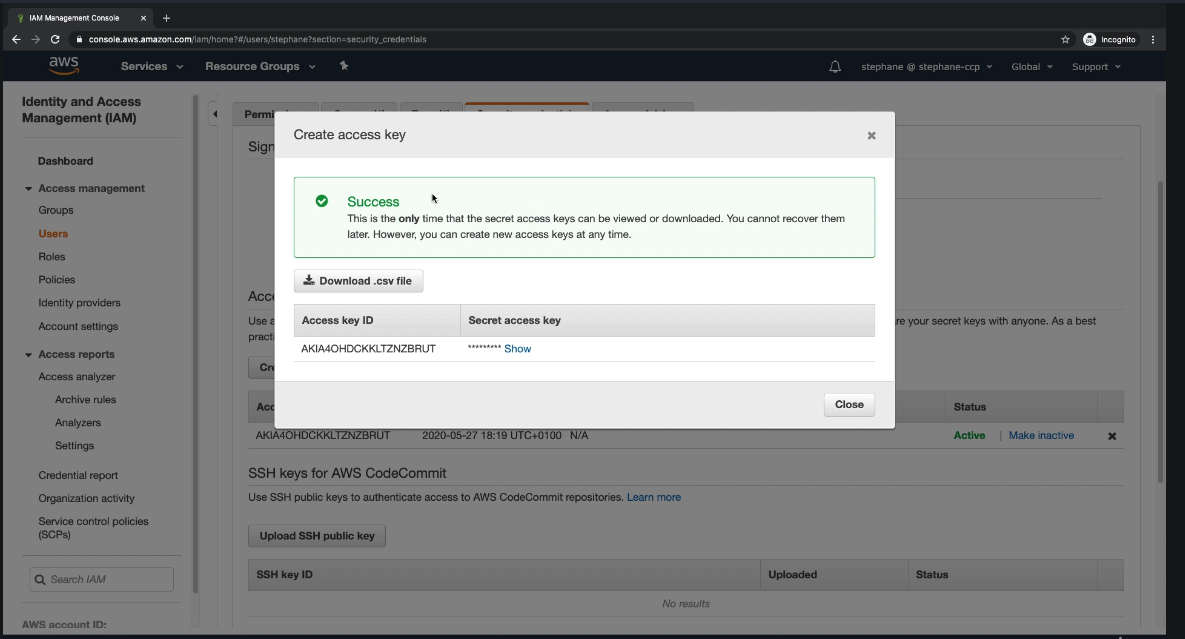 IAM Management Console
console.aws.amazon.com/iam/home?#/users/stephane?section=security_credentials
Incognito
aws
Services
Resource Groups
stephane @ stephane-ccp
Global
Support
Identity and Access
Management (IAM)
Dashboard
Access management
Groups
Users
Roles
Policies
Identity providers
Account settings
Access reports
Access analyzer
Archive rules
Analyzers
Settings
Credential report
Organization activity
Service control policies
(SCPs)
Search IAM
AWS account ID:
Create access key
Success
This is the only time that the secret access keys can be viewed or downloaded. You cannot recover them
later. However, you can create new access keys at any time.
Download .csv file
Access key ID
Secret access key
AKIA4OHDCKKLTZNZBRUT
********* Show
Close
your secret keys with anyone. As a best
Status
AKIA4OHDCKKLTZNZBRUT 2020-05-27 18:19 UTC+0100 N/A
Active | Make inactive
SSH keys for AWS CodeCommit
Use SSH public keys to authenticate access to AWS CodeCommit repositories. Learn more
Upload SSH public key
SSH key ID
Uploaded
Status
No results